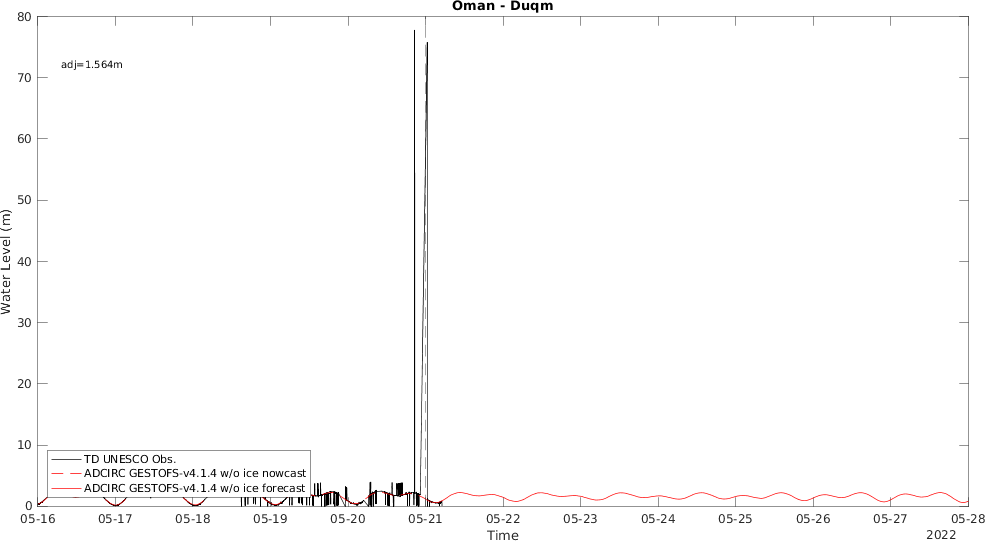 Oman - Duqm
80
70
60
50
40
30
20
10
0
adj=1.564m
Water Level (m)
TD UNESCO Obs.
ADCIRC GESTOFS-v4.1.4 w/o ice nowcast
ADCIRC GESTOFS-v4.1.4 w/o ice forecast
05-16 05-17 05-18 05-19 05-20 05-21 05-22 05-23 05-24 05-25 05-26 05-27 05-28
Time
2022